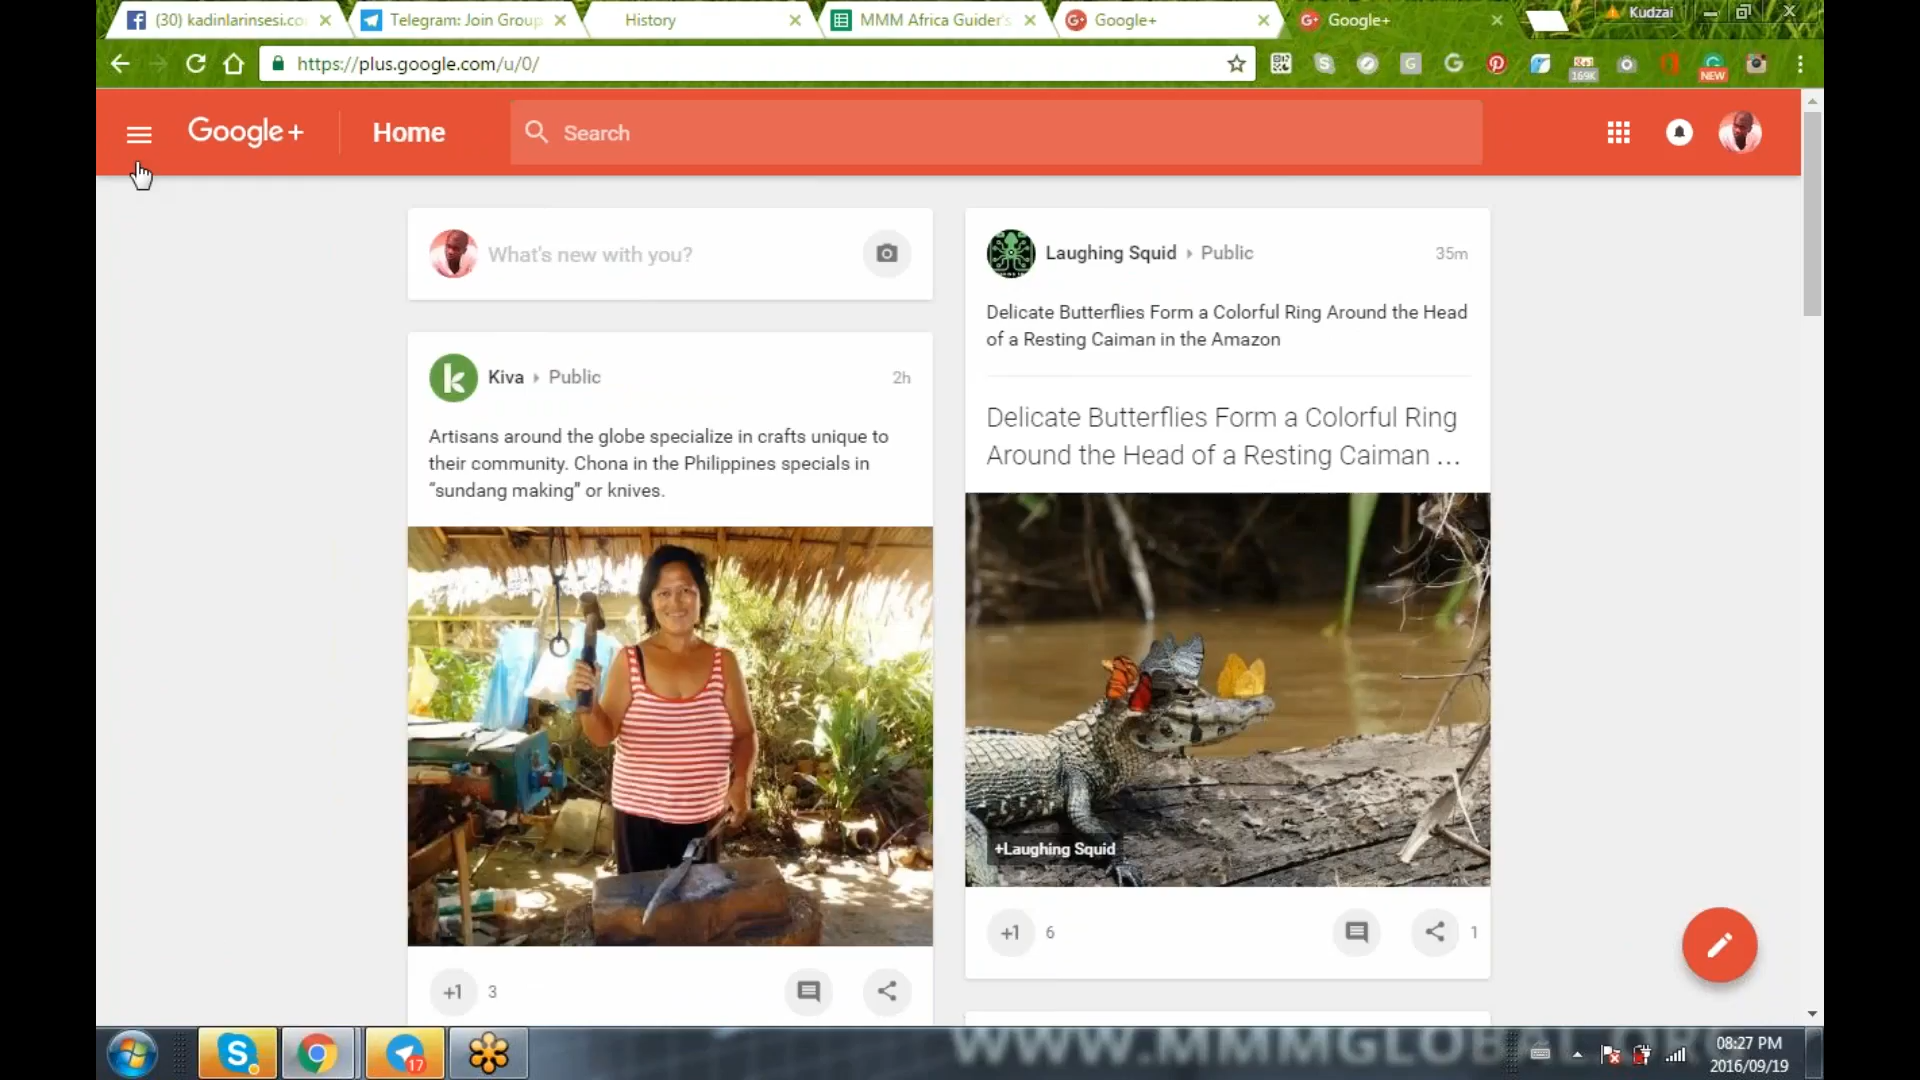 (30) kadinlarinsesi.co
Telegram: Join Group
History
MMM Africa Guider's
Google+
Google+
Kudzai
https://plus.google.com/u/0/
169K
NEW
Google+
Home
Search
What's new with you?
Kiva
Public
2h
Artisans around the globe specialize in crafts unique to
their community. Chona in the Philippines specials in
“sundang making” or knives.
+1
3
Laughing Squid
Public
35m
Delicate Butterflies Form a Colorful Ring Around the Head
of a Resting Caiman in the Amazon
Delicate Butterflies Form a Colorful Ring
Around the Head of a Resting Caiman ...
+Laughing Squid
+1
6
1
17
WWW.MMMGLOB
08:27 PM
2016/09/19